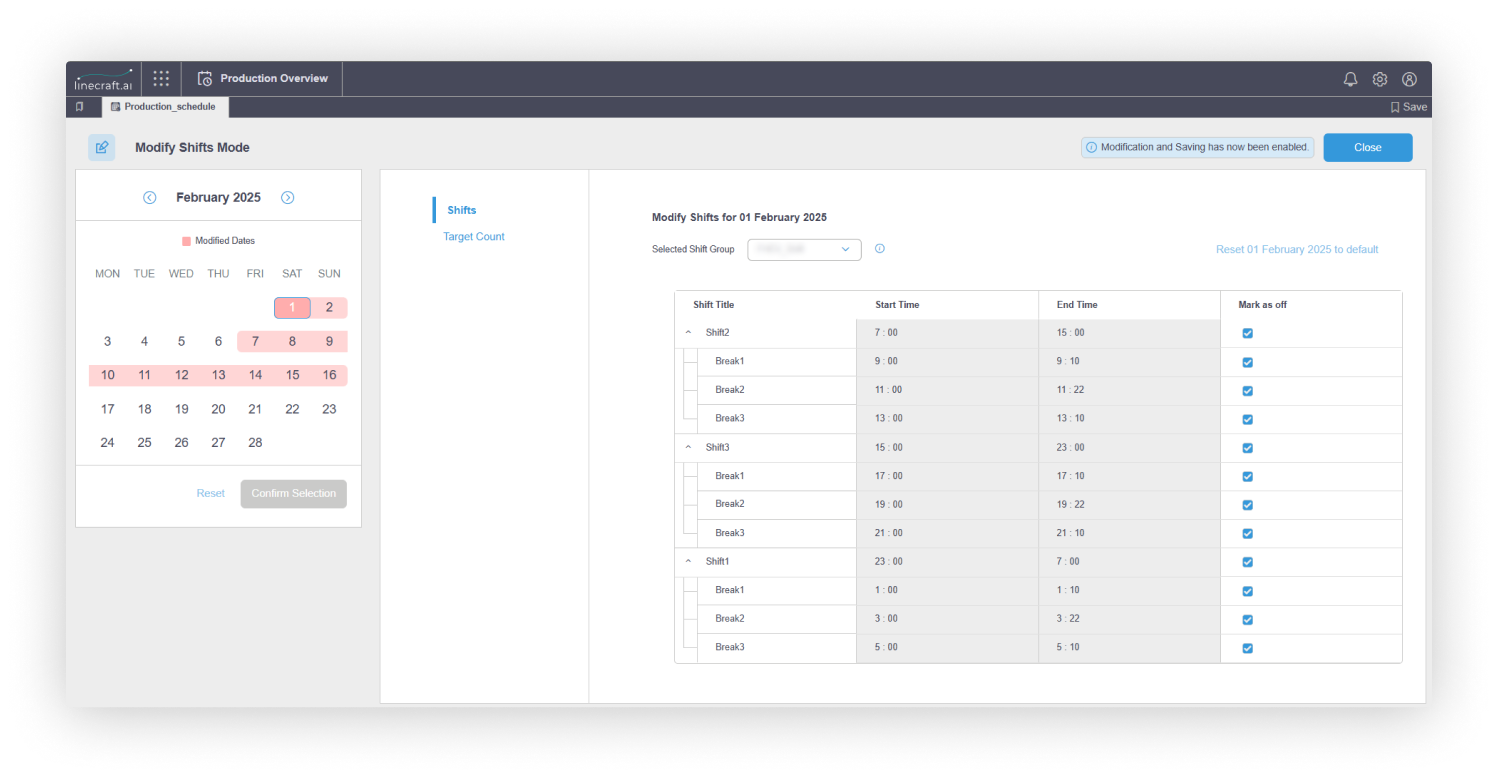 linecraft.ai
Production Overview
Production_schedule
Save
Modify Shifts Mode
Modification and Saving has now been enabled.
Close
February 2025
Modified Dates
MON TUE WED THU FRI SAT SUN
1 2
3 4 5 6 7 8 9
10 11 12 13 14 15 16
17 18 19 20 21 22 23
24 25 26 27 28
Reset
Confirm Selection
Shifts
Target Count
Modify Shifts for 01 February 2025
Selected Shift Group
Reset 01 February 2025 to default
Shift Title Start Time End Time Mark as off
Shift2 7 : 00 15 : 00
Break1 9 : 00 9 : 10
Break2 11 : 00 11 : 22
Break3 13 : 00 13 : 10
Shift3 15 : 00 23 : 00
Break1 17 : 00 17 : 10
Break2 19 : 00 19 : 22
Break3 21 : 00 21 : 10
Shift1 23 : 00 7 : 00
Break1 1 : 00 1 : 10
Break2 3 : 00 3 : 22
Break3 5 : 00 5 : 10